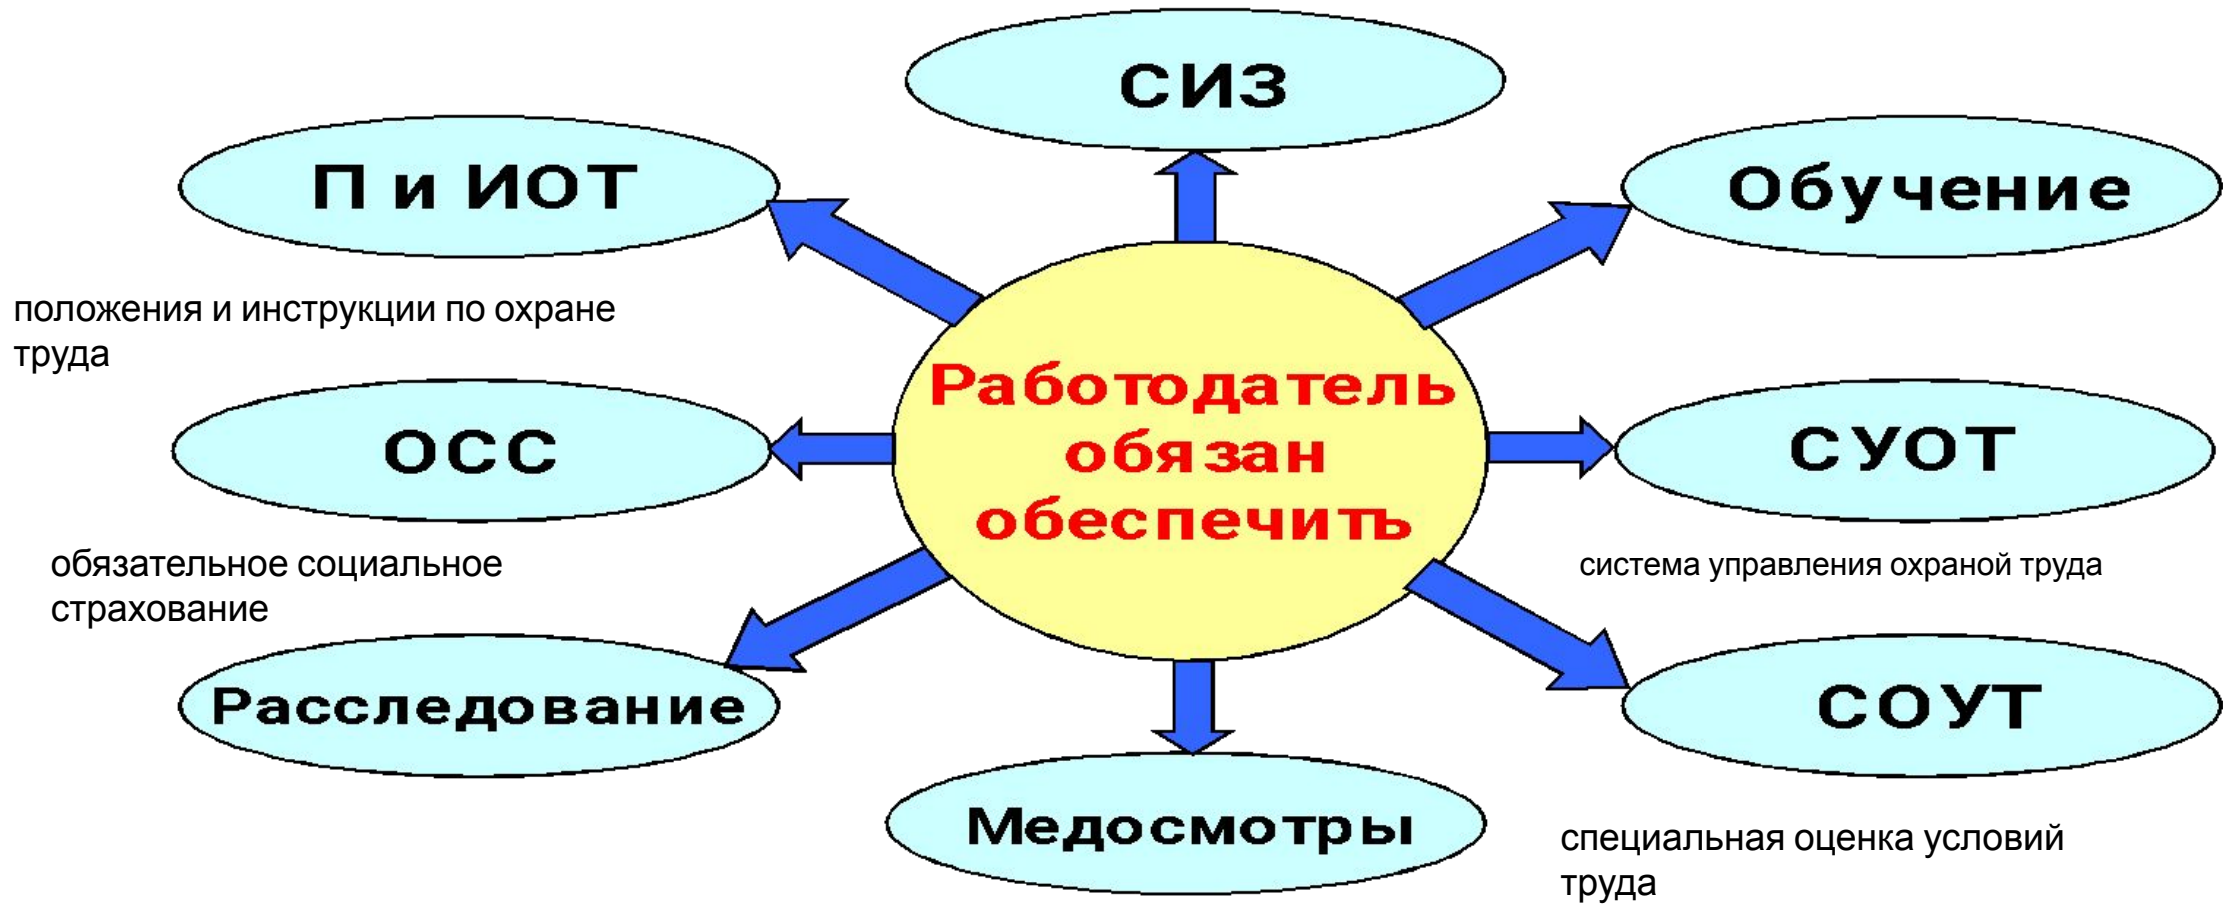 СИЗ
П и ИОТ
Обучение
положения и инструкции по охране
труда
Работодатель
обязан
обеспечить
ОСС
СУОТ
обязательное социальное
страхование
система управления охраной труда
Расследование
СОУТ
Медосмотры
специальная оценка условий
труда